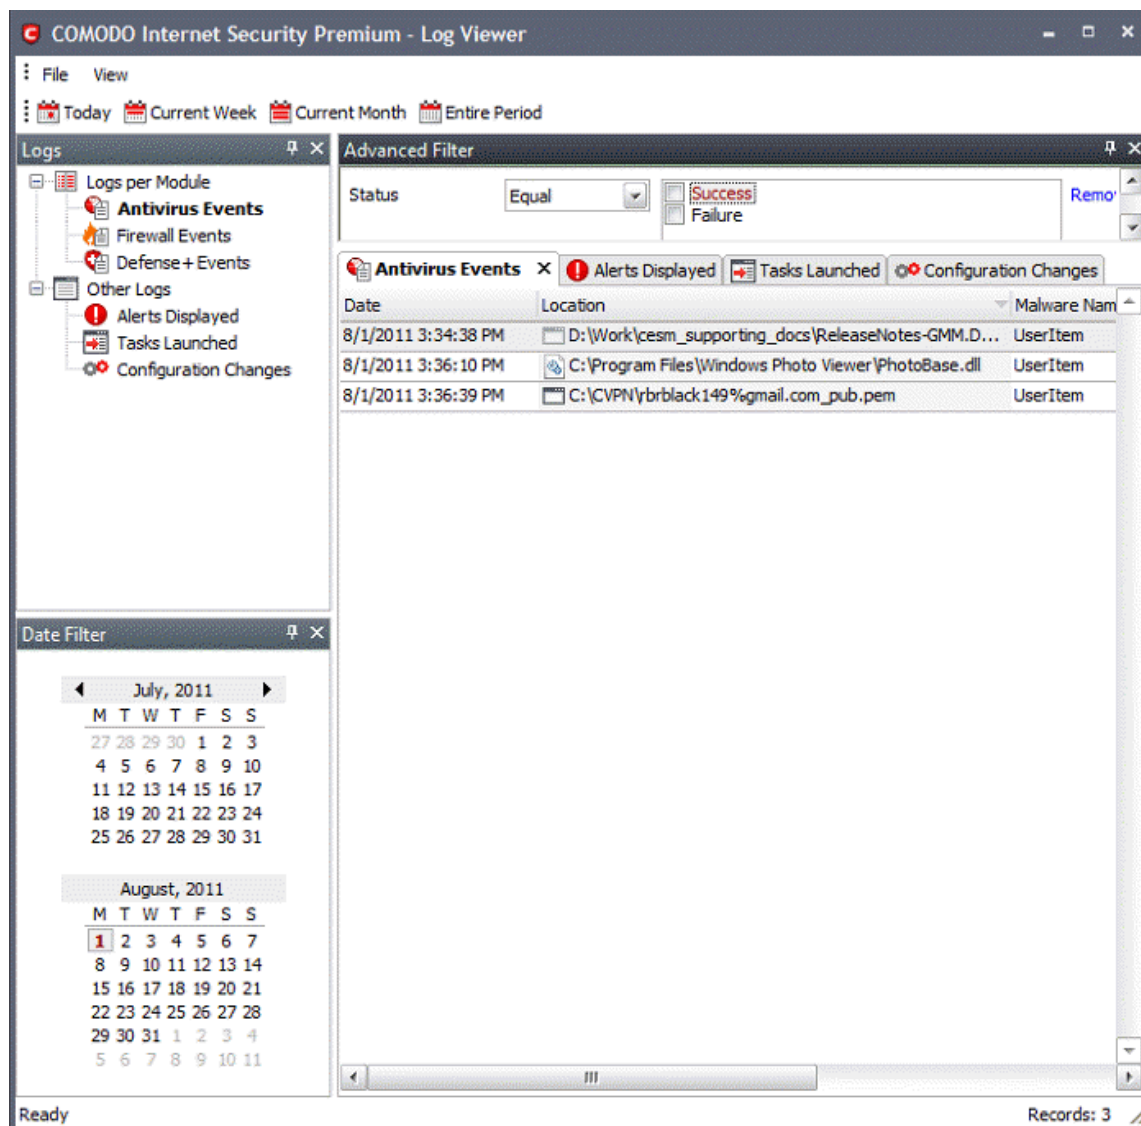 COMODO Internet Security Premium - Log Viewer
File View
Today Current Week Current Month Entire Period
Logs
Logs per Module
Antivirus Events
Firewall Events
Defense+ Events
Other Logs
Alerts Displayed
Tasks Launched
Configuration Changes
Advanced Filter
Status Equal Success Remo
Failure
Antivirus Events Alerts Displayed Tasks Launched Configuration Changes
Date Location Malware Nam
8/1/2011 3:34:38 PM D:\Work\cesm_supporting_docs\ReleaseNotes-GMM.D... UserItem
8/1/2011 3:36:10 PM C:\Program Files\Windows Photo Viewer\PhotoBase.dll UserItem
8/1/2011 3:36:39 PM C:\CVPN\rbrblack149%gmail.com_pub.pem UserItem
Date Filter
July, 2011
M T W T F S S
27 28 29 30 1 2 3
4 5 6 7 8 9 10
11 12 13 14 15 16 17
18 19 20 21 22 23 24
25 26 27 28 29 30 31
August, 2011
M T W T F S S
1 2 3 4 5 6 7
8 9 10 11 12 13 14
15 16 17 18 19 20 21
22 23 24 25 26 27 28
29 30 31 1 2 3 4
5 6 7 8 9 10 11
Ready Records: 3